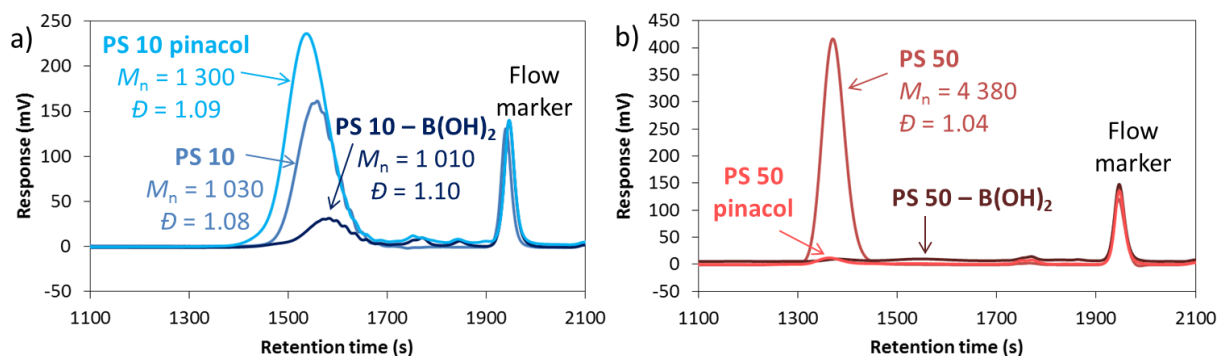 a)
250
200
150
100
50
0
-50
Response (mV)
PS 10 pinacol
Mn = 1 300
Đ = 1.09
PS 10
Mn = 1 030
Đ = 1.08
PS 10 – B(OH)2
Mn = 1 010
Đ = 1.10
Flow
marker
1100 1300 1500 1700 1900 2100
Retention time (s)
b)
450
400
350
300
250
200
150
100
50
0
-50
Response (mV)
PS 50
Mn = 4 380
Đ = 1.04
PS 50
pinacol
PS 50 – B(OH)2
Flow
marker
1100 1300 1500 1700 1900 2100
Retention time (s)